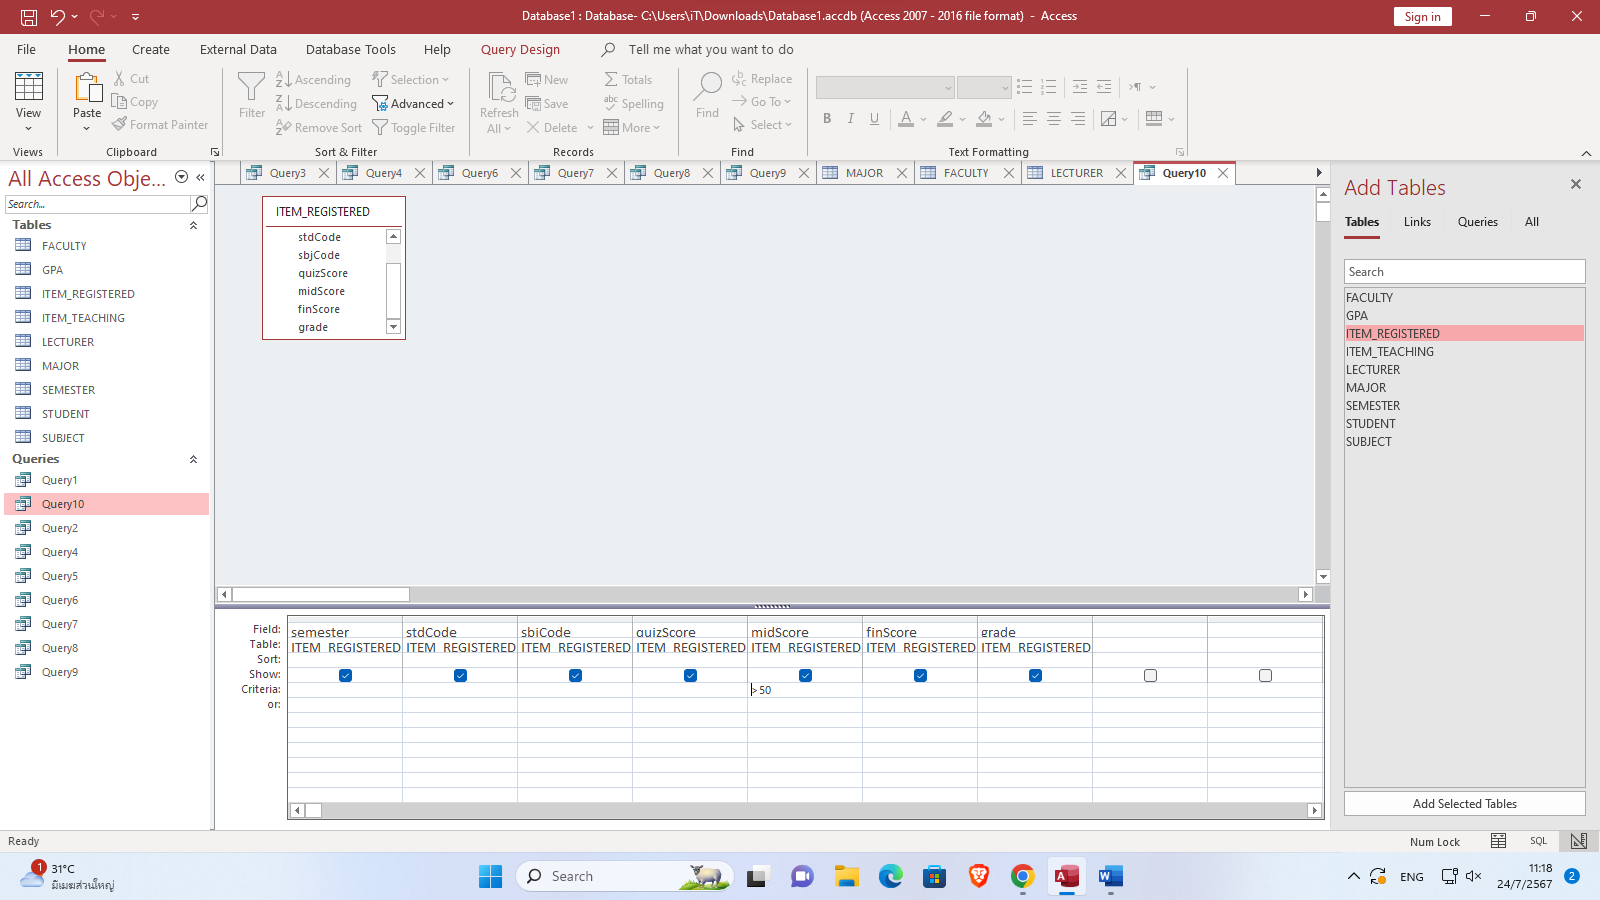 Database1 : Database- C:\Users\iT\Downloads\Database1.accdb (Access 2007 - 2016 file format) - Access
Sign in
File Home Create External Data Database Tools Help Query Design Tell me what you want to do
View
Views
Paste
Cut
Copy
Format Painter
Clipboard
Filter
Ascending
Descending
Remove Sort
Selection
Advanced
Toggle Filter
Sort & Filter
Refresh
All
New
Save
Delete
Totals
Spelling
More
Records
Find
Replace
Go To
Select
Find
B I U A
Text Formatting
All Access Obje...
Search...
Tables
FACULTY
GPA
ITEM_REGISTERED
ITEM_TEACHING
LECTURER
MAJOR
SEMESTER
STUDENT
SUBJECT
Queries
Query1
Query10
Query2
Query4
Query5
Query6
Query7
Query8
Query9
Query3 Query4 Query6 Query7 Query8 Query9 MAJOR FACULTY LECTURER Query10
ITEM_REGISTERED
stdCode
sbjCode
quizScore
midScore
finScore
grade
Field: semester stdCode sbjCode quizScore midScore finScore grade
Table: ITEM_REGISTERED ITEM_REGISTERED ITEM_REGISTERED ITEM_REGISTERED ITEM_REGISTERED ITEM_REGISTERED ITEM_REGISTERED
Sort:
Show:
Criteria: >50
or:
Add Tables
Tables Links Queries All
Search
FACULTY
GPA
ITEM_REGISTERED
ITEM_TEACHING
LECTURER
MAJOR
SEMESTER
STUDENT
SUBJECT
Add Selected Tables
Ready
Num Lock
SQL
1
31°C
มีเมฆส่วนใหญ่
Search
ENG
11:18
24/7/2567
2